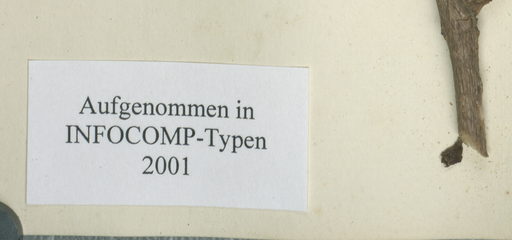 Aufgenommen in
INFOCOMP-Typen
2001